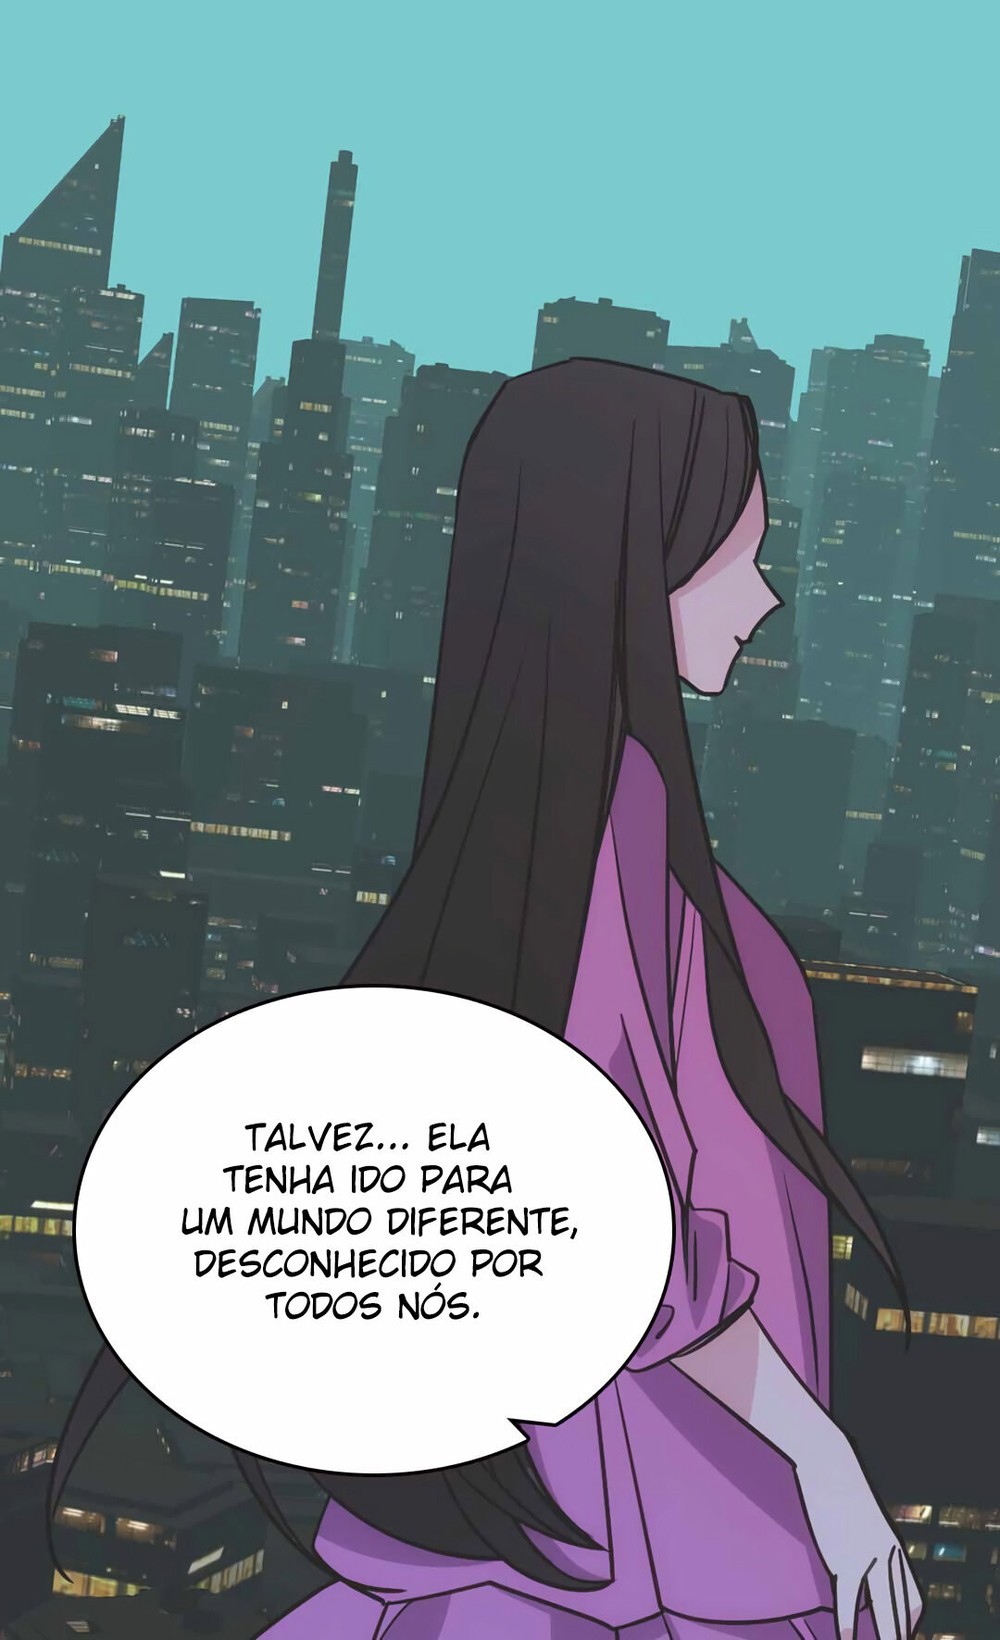 TALVEZ... ELA
TENHA IDO PARA
UM MUNDO DIFERENTE,
DESCONHECIDO POR
TODOS NÓS.